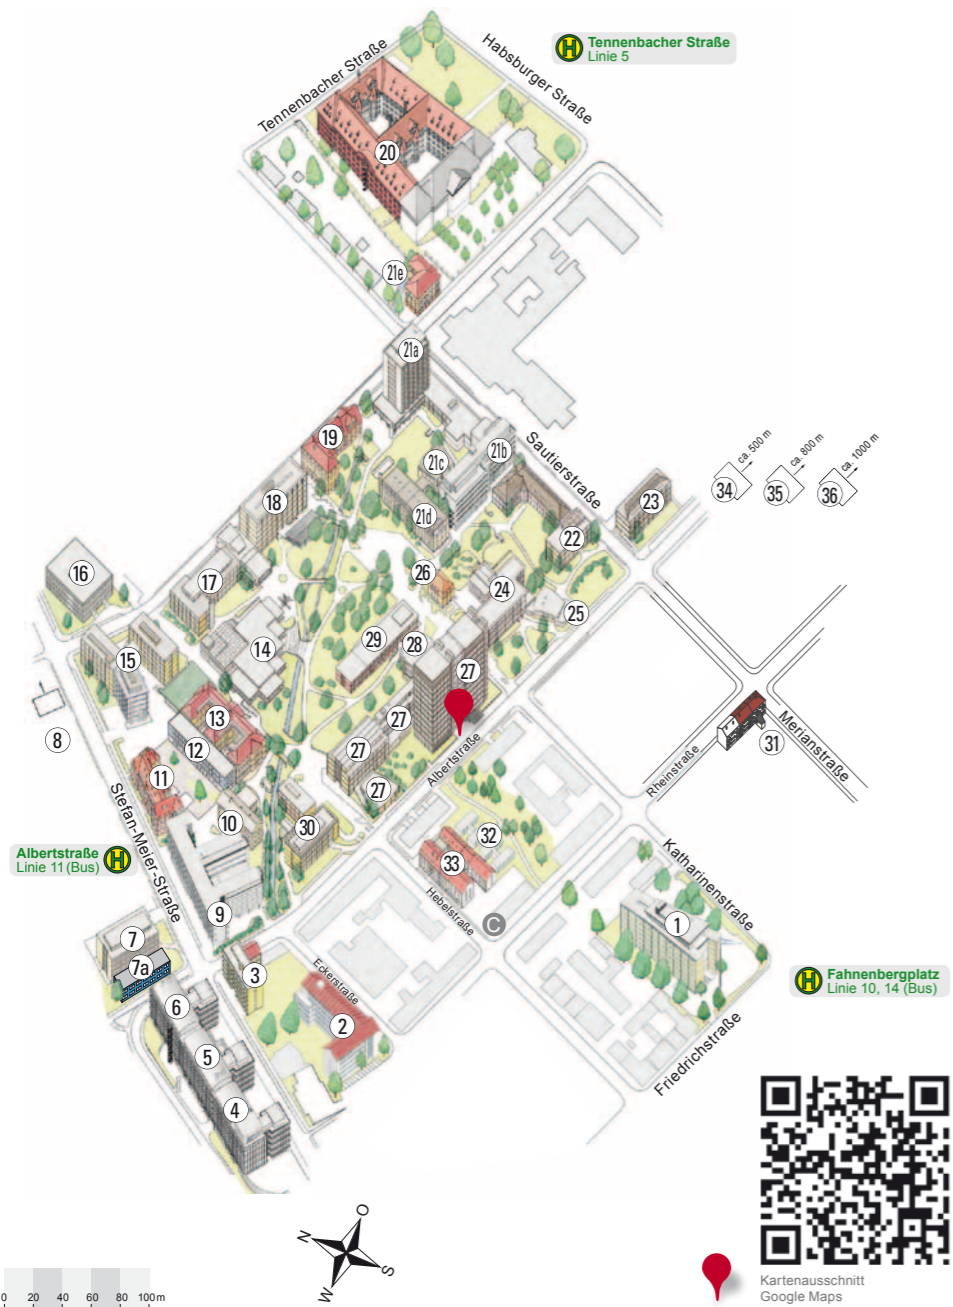 Tennenbacher Straße
Linie 5
Habsburger Straße
Tennenbacher Straße
20
21e
21a
19
21c
21b
Sautierstraße
ca. 500 m
ca. 800 m
ca. 1000 m
34
35
36
18
21d
23
22
16
17
26
24
25
15
14
29
28
27
13
12
27
27
27
8
11
10
30
Albertstraße
Rheinstraße
31
Merianstraße
Stefan-Meier-Straße
32
33
Albertstraße
Linie 11 (Bus)
H
H
H
Hebelstraße
C
Katharinenstraße
1
9
7
7a
3
Eckerstraße
6
2
5
4
Fahnenbergplatz
Linie 10, 14 (Bus)
Friedrichstraße
N
O
S
W
0 20 40 60 80 100 m
Kartenausschnitt
Google Maps